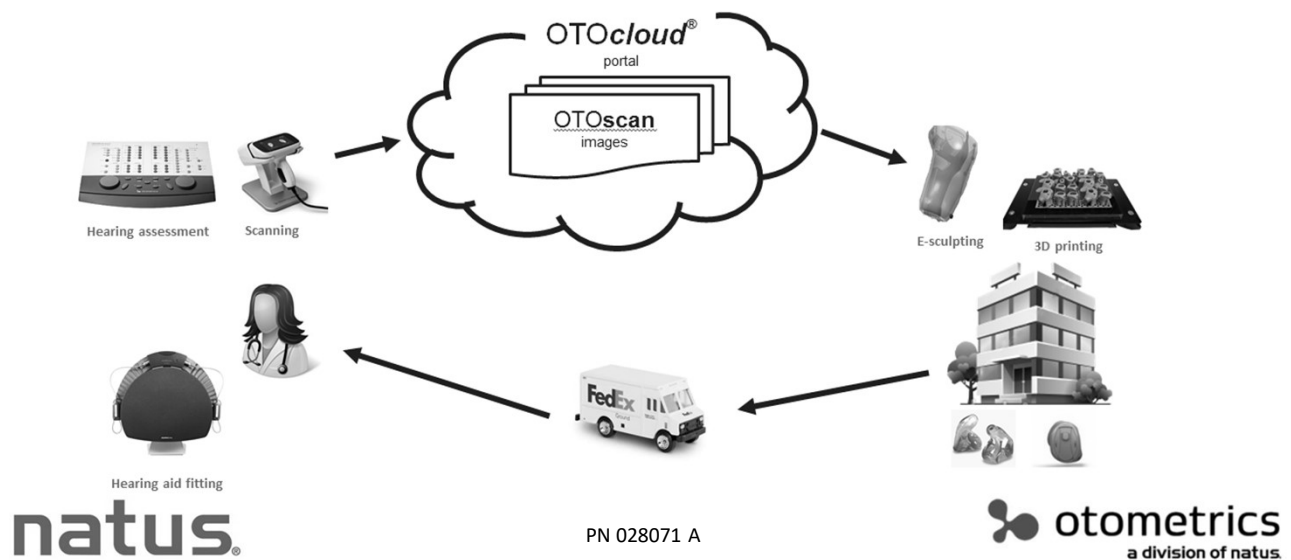 OTOcloud®
portal
OTOscan
images
Hearing assessment
Scanning
E-sculpting
3D printing
FedEx
Ground
Hearing aid fitting
natus®
PN 028071 A
otometrics
a division of natus.